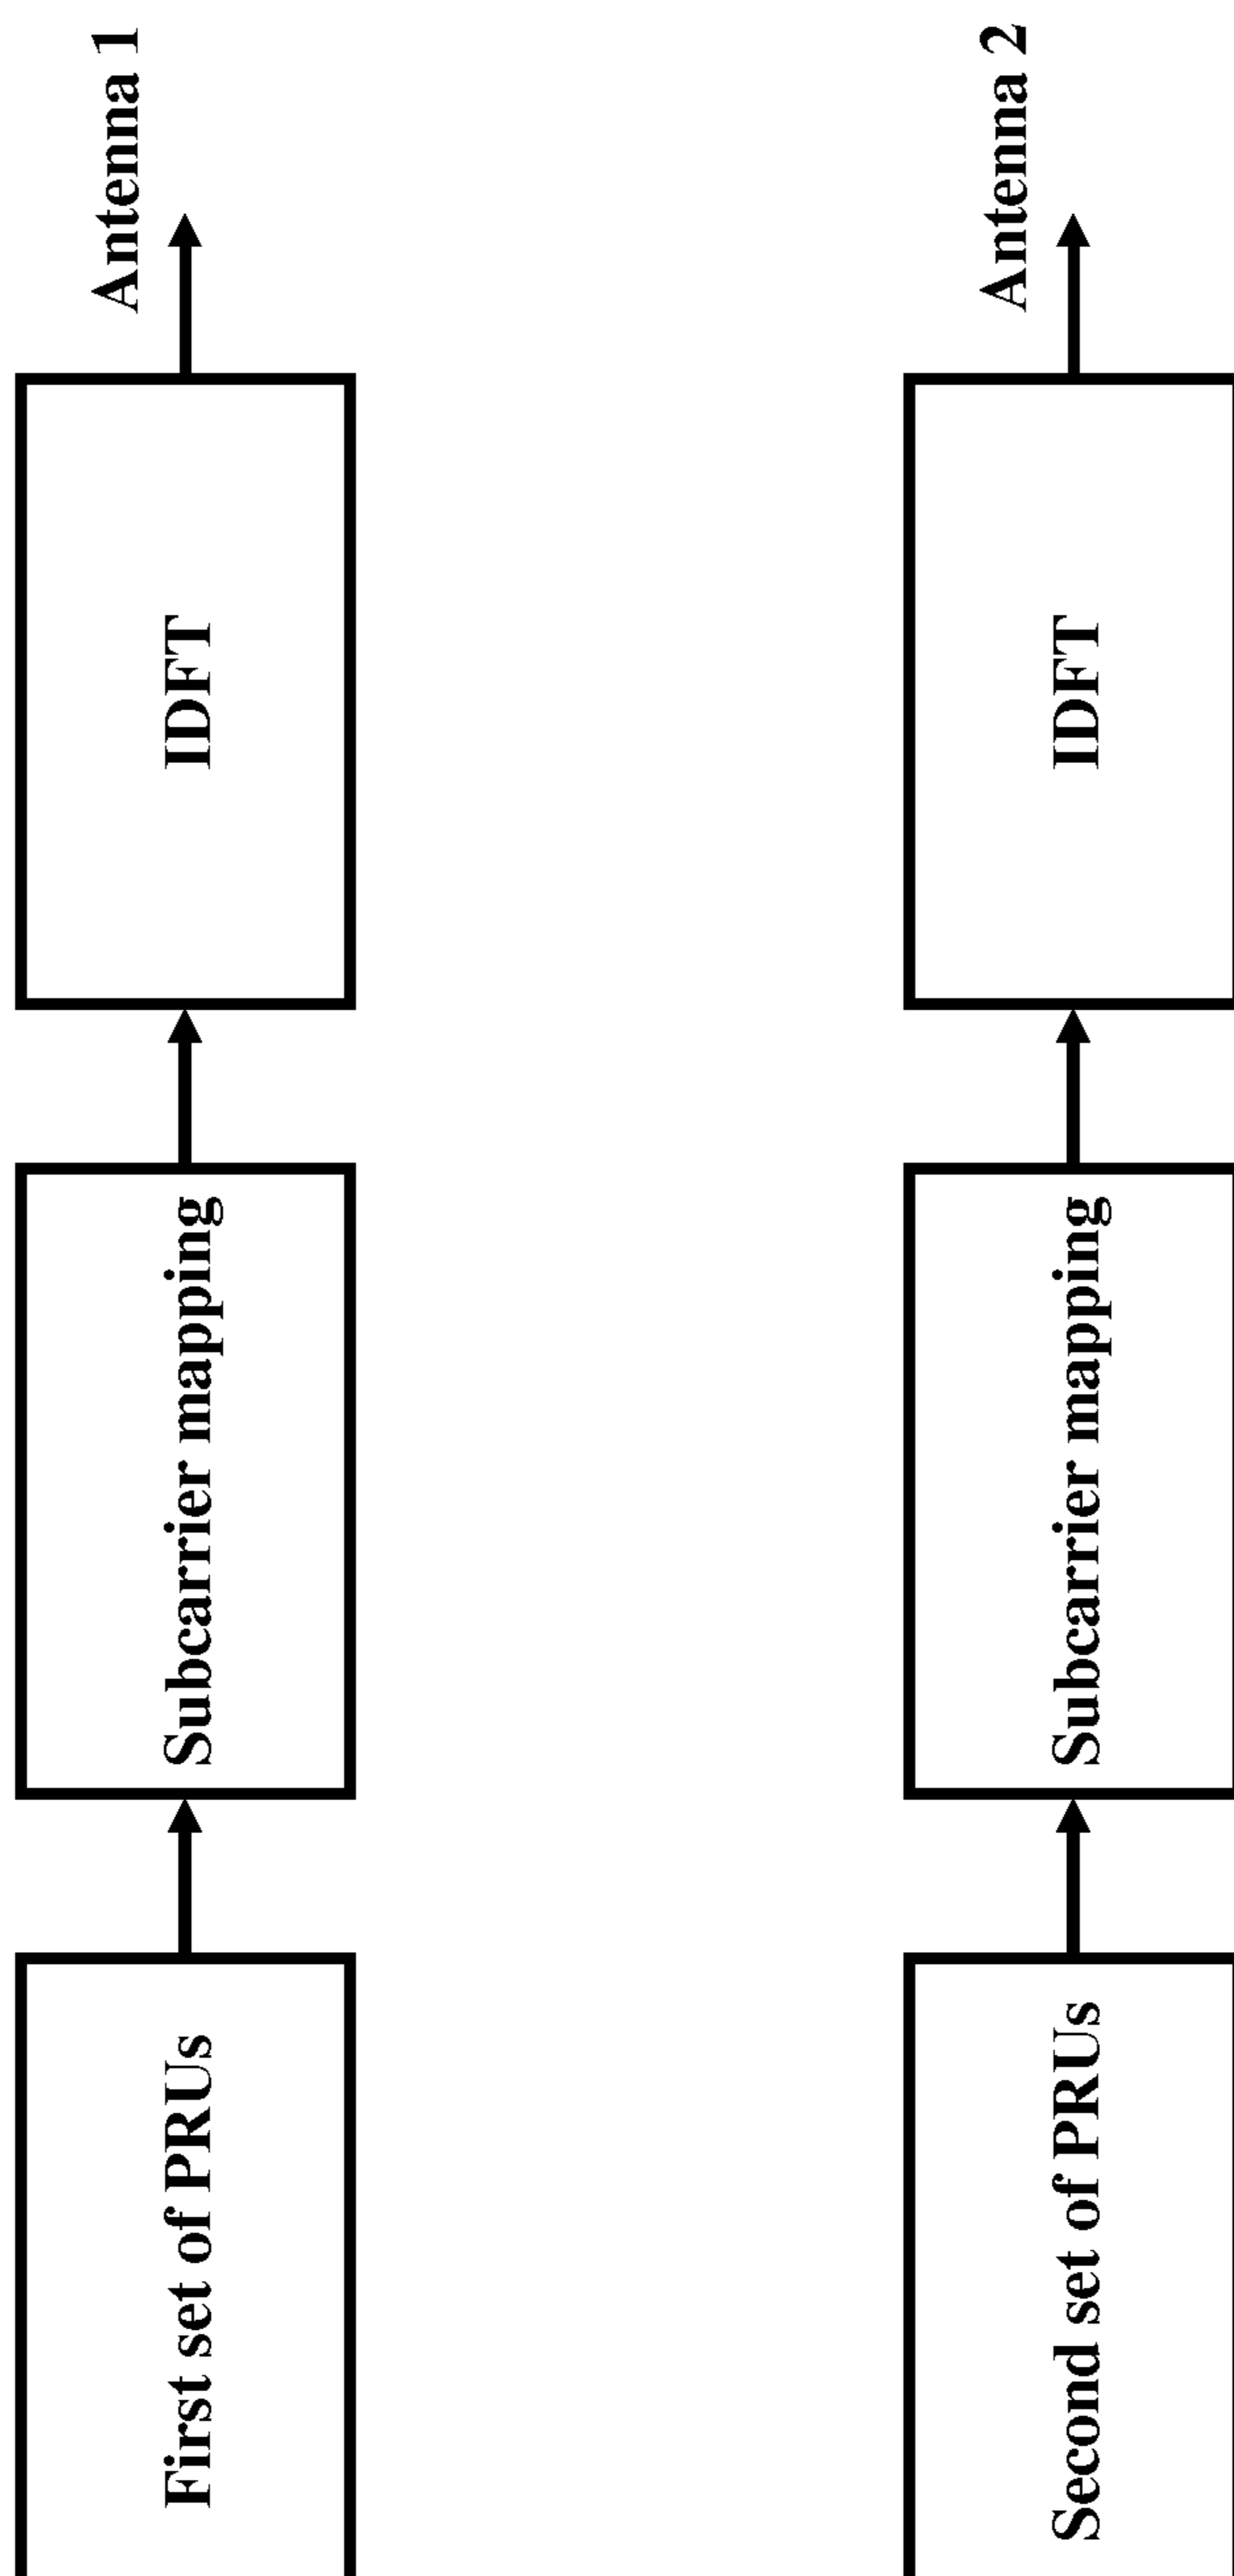 First set of PRUs
Subcarrier mapping
IDFT
Antenna 1
Second set of PRUs
Subcarrier mapping
IDFT
Antenna 2